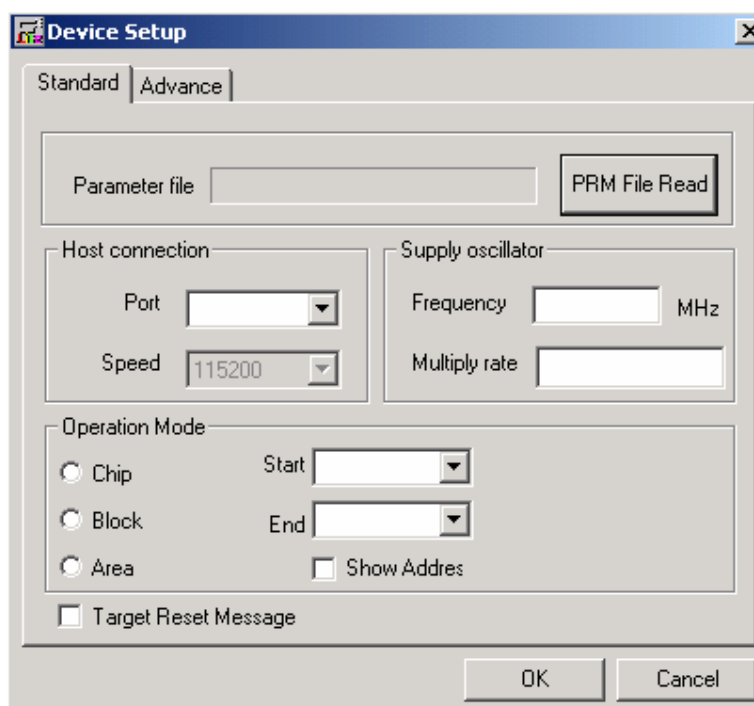 Device Setup
Standard Advance
Parameter file PRM File Read
Host connection
Port
Speed 115200
Supply oscillator
Frequency MHz
Multiply rate
Operation Mode
Chip Start
Block End
Area Show Addres
Target Reset Message
OK Cancel